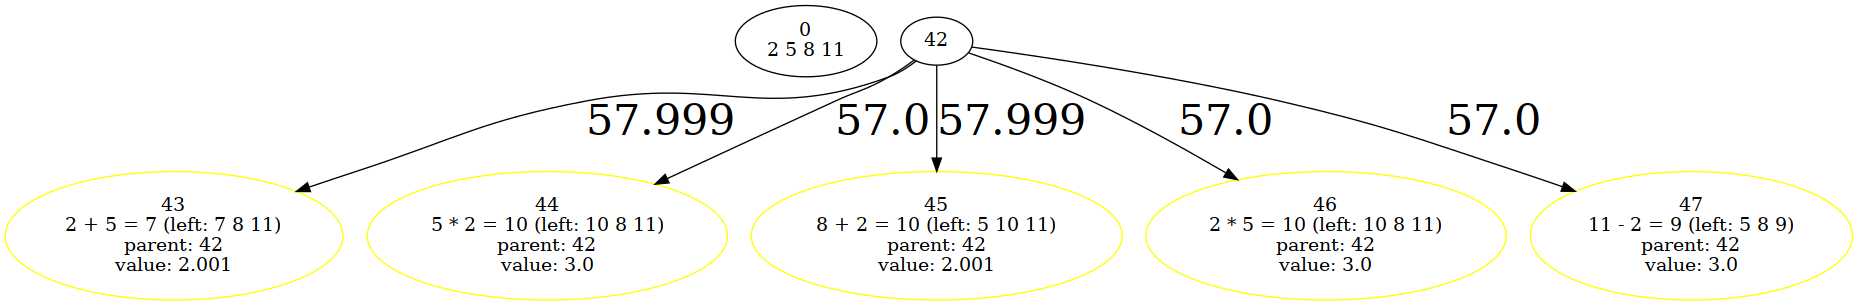 0
2 5 8 11
42
57.999
57.0
57.999
57.0
57.0
43
2 + 5 = 7 (left: 7 8 11)
parent: 42
value: 2.001
44
5 * 2 = 10 (left: 10 8 11)
parent: 42
value: 3.0
45
8 + 2 = 10 (left: 5 10 11)
parent: 42
value: 2.001
46
2 * 5 = 10 (left: 10 8 11)
parent: 42
value: 3.0
47
11 - 2 = 9 (left: 5 8 9)
parent: 42
value: 3.0